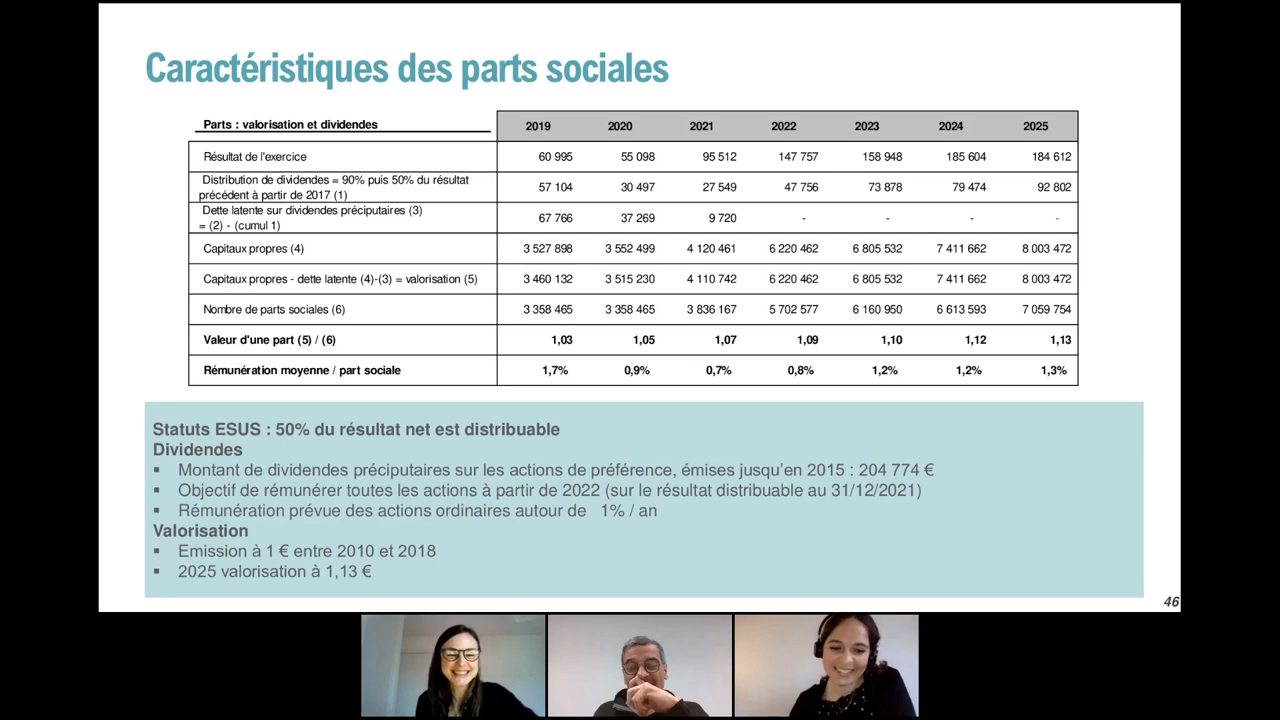 Caractéristiques des parts sociales
Parts : valorisation et dividendes 2019 2020 2021 2022 2023 2024 2025
Résultat de l'exercice 60 995 55 098 95 512 147 757 158 948 185 604 184 612
Distribution de dividendes = 90% puis 50% du résultat
précédent à partir de 2017 (1) 57 104 30 497 27 549 47 756 73 878 79 474 92 802
Dette latente sur dividendes préciputaires (3)
= (2) - (cumul 1) 67 766 37 269 9 720 - - - -
Capitaux propres (4) 3 527 898 3 552 499 4 120 461 6 220 462 6 805 532 7 411 662 8 003 472
Capitaux propres - dette latente (4)-(3) = valorisation (5) 3 460 132 3 515 230 4 110 742 6 220 462 6 805 532 7 411 662 8 003 472
Nombre de parts sociales (6) 3 358 465 3 358 465 3 836 167 5 702 577 6 160 950 6 613 593 7 059 754
Valeur d'une part (5) / (6) 1,03 1,05 1,07 1,09 1,10 1,12 1,13
Rémunération moyenne / part sociale 1,7% 0,9% 0,7% 0,8% 1,2% 1,2% 1,3%
Statuts ESUS : 50% du résultat net est distribuable
Dividendes
▪ Montant de dividendes préciputaires sur les actions de préférence, émises jusqu'en 2015 : 204 774 €
▪ Objectif de rémunérer toutes les actions à partir de 2022 (sur le résultat distribuable au 31/12/2021)
▪ Rémunération prévue des actions ordinaires autour de 1% / an
Valorisation
▪ Emission à 1 € entre 2010 et 2018
▪ 2025 valorisation à 1,13 €
46